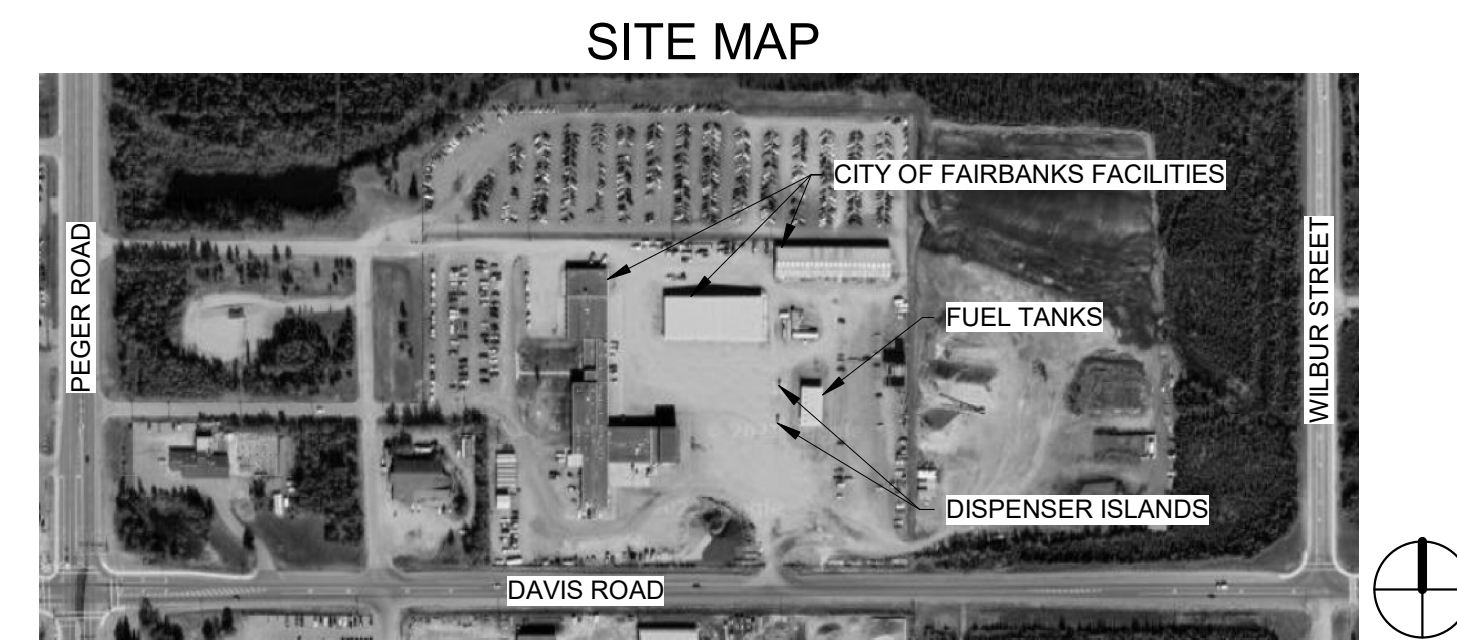 SITE MAP
CITY OF FAIRBANKS FACILITIES
PEGER ROAD
WILBUR STREET
FUEL TANKS
DISPENSER ISLANDS
DAVIS ROAD